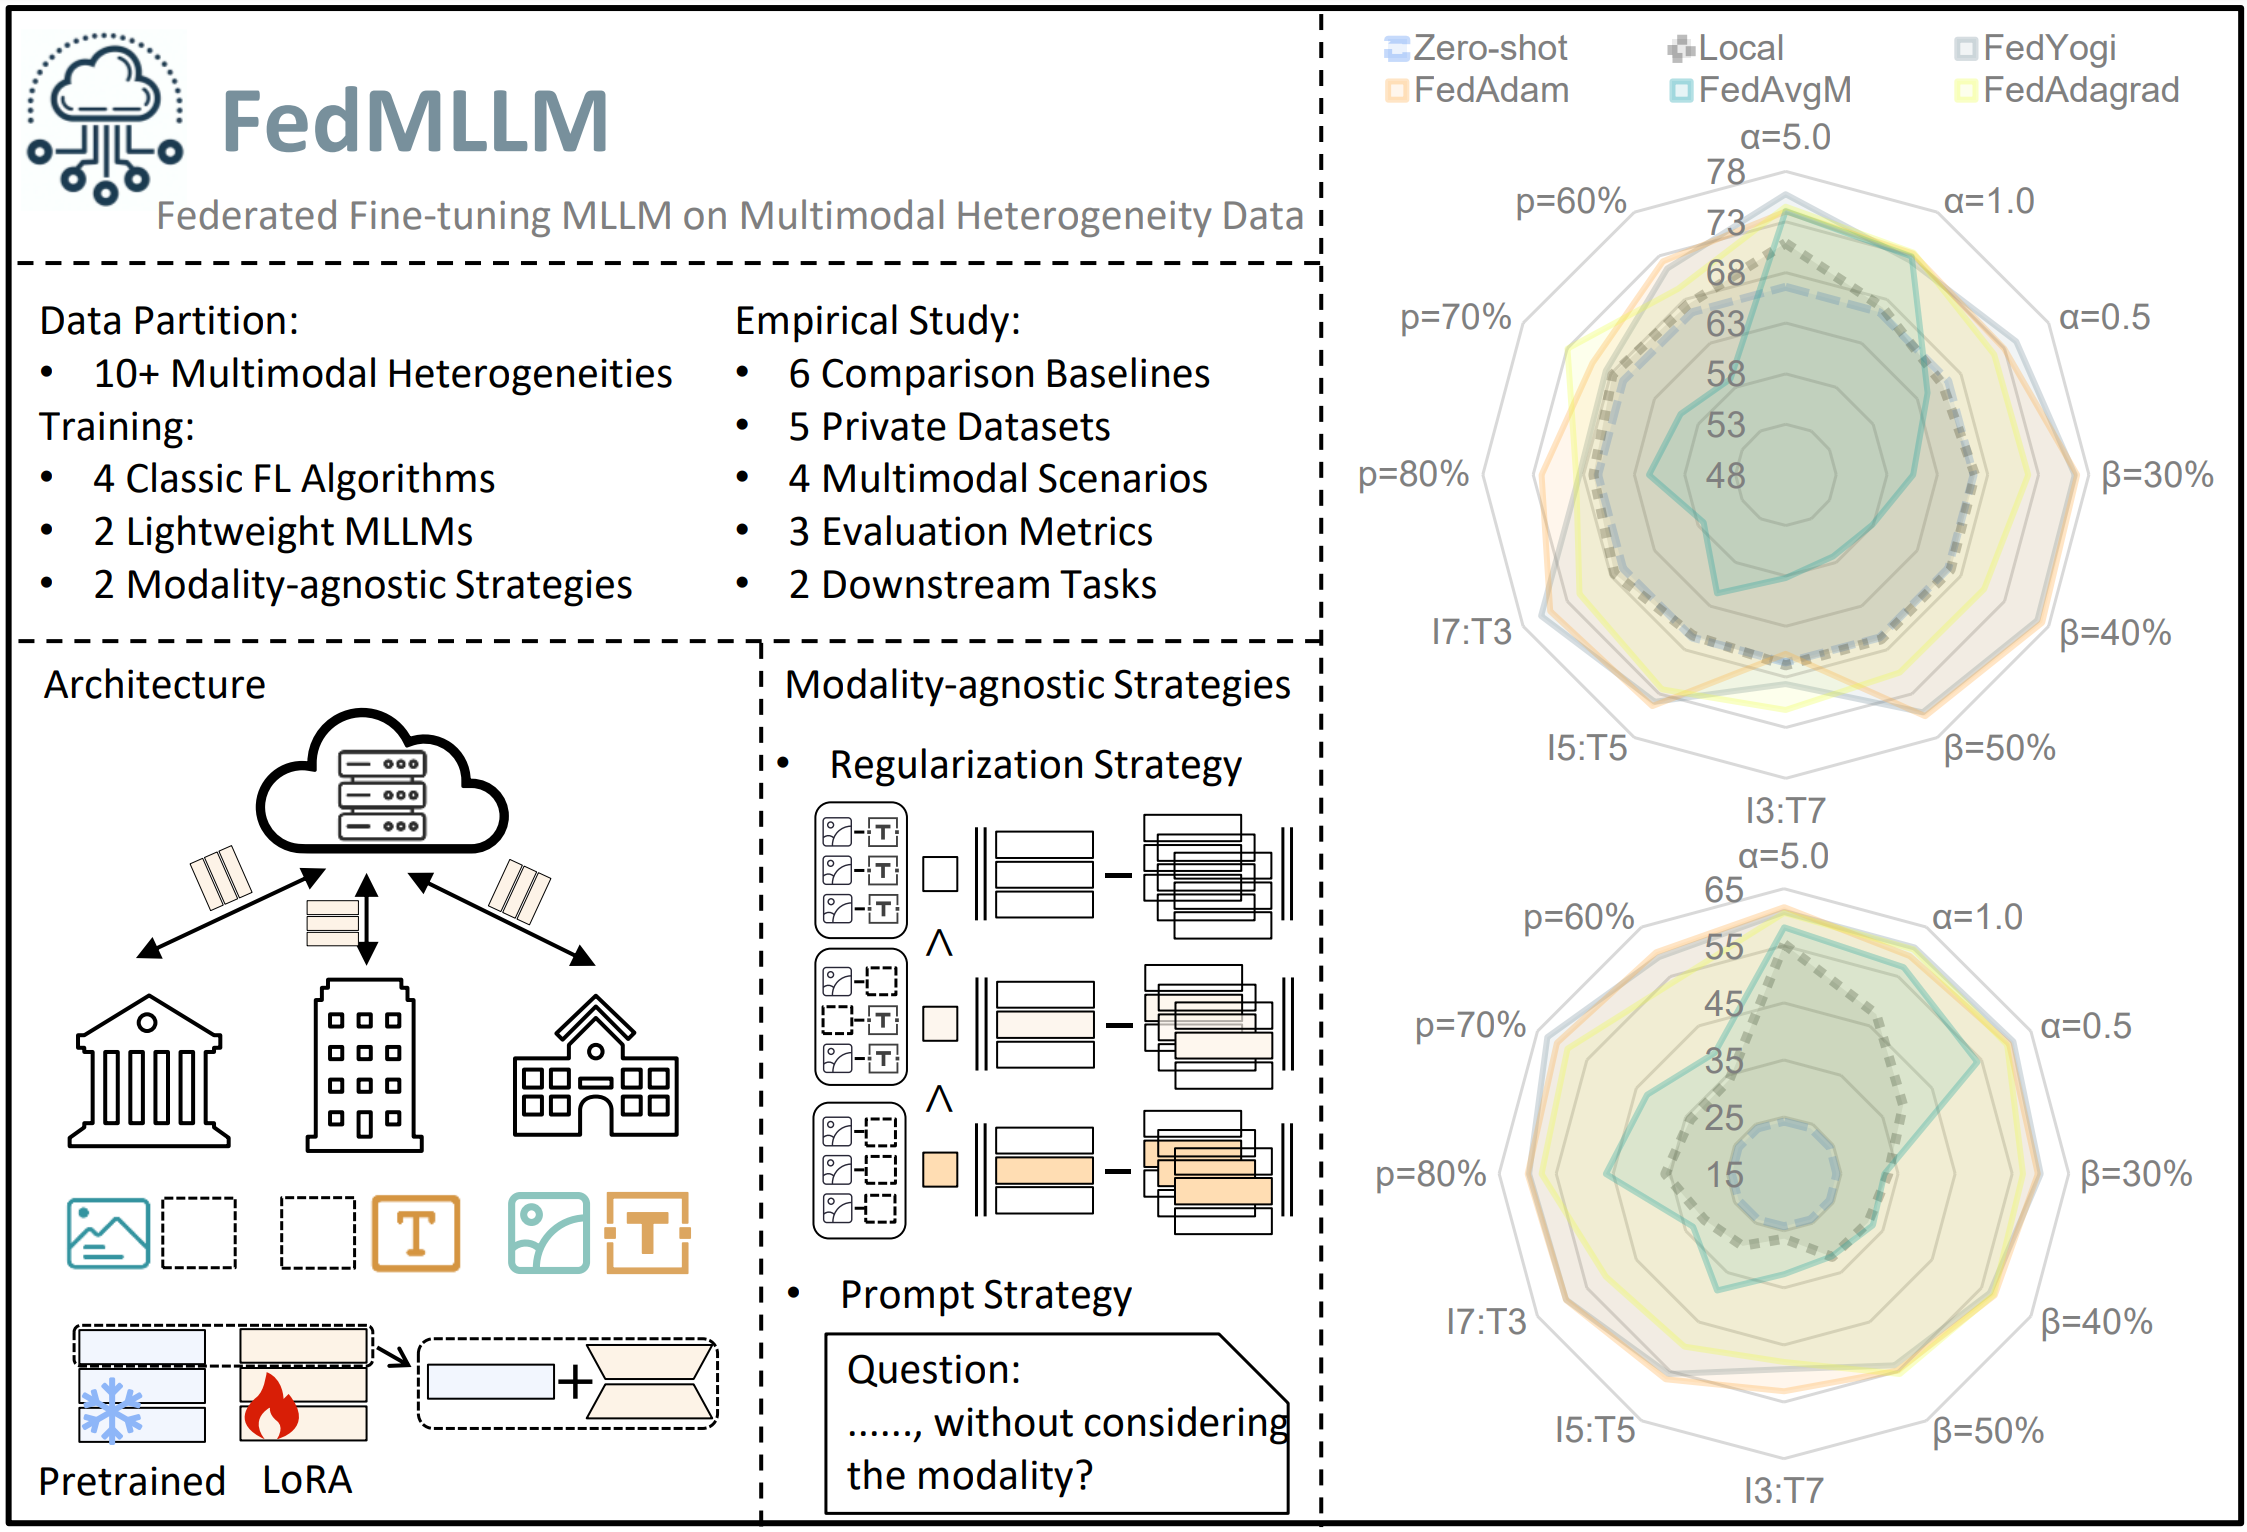 FedMLLM
Federated Fine-tuning MLLM on Multimodal Heterogeneity Data
Data Partition:
• 10+ Multimodal Heterogeneities
Training:
• 4 Classic FL Algorithms
• 2 Lightweight MLLMs
• 2 Modality-agnostic Strategies
Empirical Study:
• 6 Comparison Baselines
• 5 Private Datasets
• 4 Multimodal Scenarios
• 3 Evaluation Metrics
• 2 Downstream Tasks
Architecture
T
T
Pretrained
LoRA
Modality-agnostic Strategies
• Regularization Strategy
T
T
T
T
T
• Prompt Strategy
Question:
......, without considering
the modality?
Zero-shot Local FedYogi
FedAdam FedAvgM FedAdagrad
α=5.0
α=1.0
α=0.5
β=30%
β=40%
β=50%
I3:T7
I5:T5
I7:T3
p=80%
p=70%
p=60%
78
73
68
63
58
53
48
α=5.0
α=1.0
α=0.5
β=30%
β=40%
β=50%
I3:T7
I5:T5
I7:T3
p=80%
p=70%
p=60%
65
55
45
35
25
15